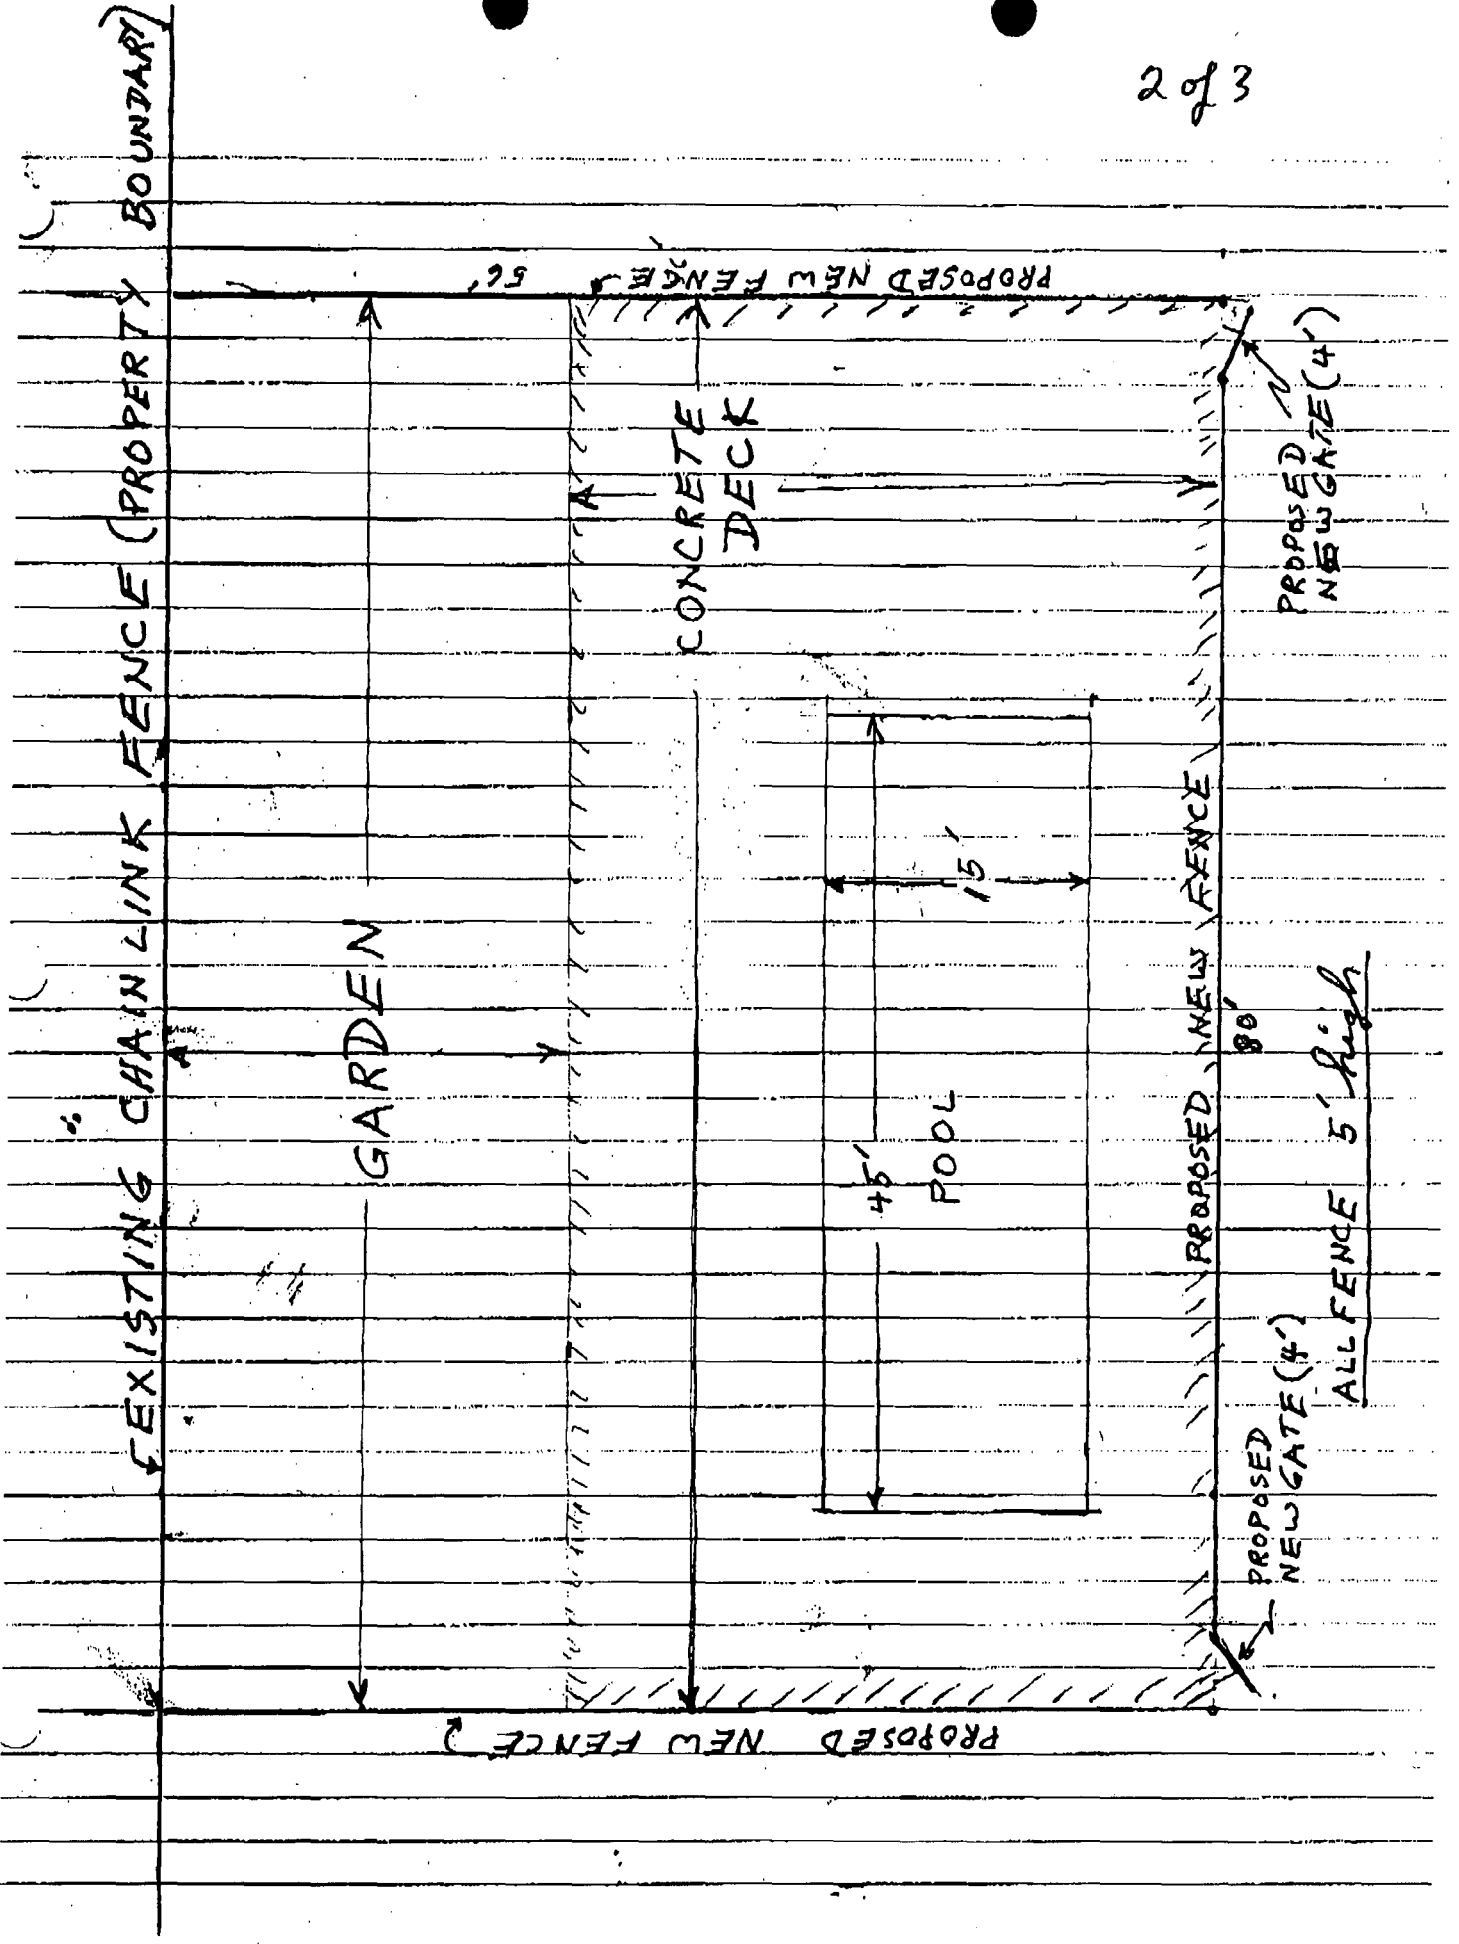 2 of 3
EXISTING CHAIN LINK FENCE (PROPERTY BOUNDARY)
PROPOSED NEW FENCE 56'
GARDEN
CONCRETE
DECK
45'
15'
POOL
PROPOSED NEW FENCE
80'
PROPOSED
NEW GATE (4')
PROPOSED
NEW GATE (4')
ALL FENCE 5' high
PROPOSED NEW FENCE